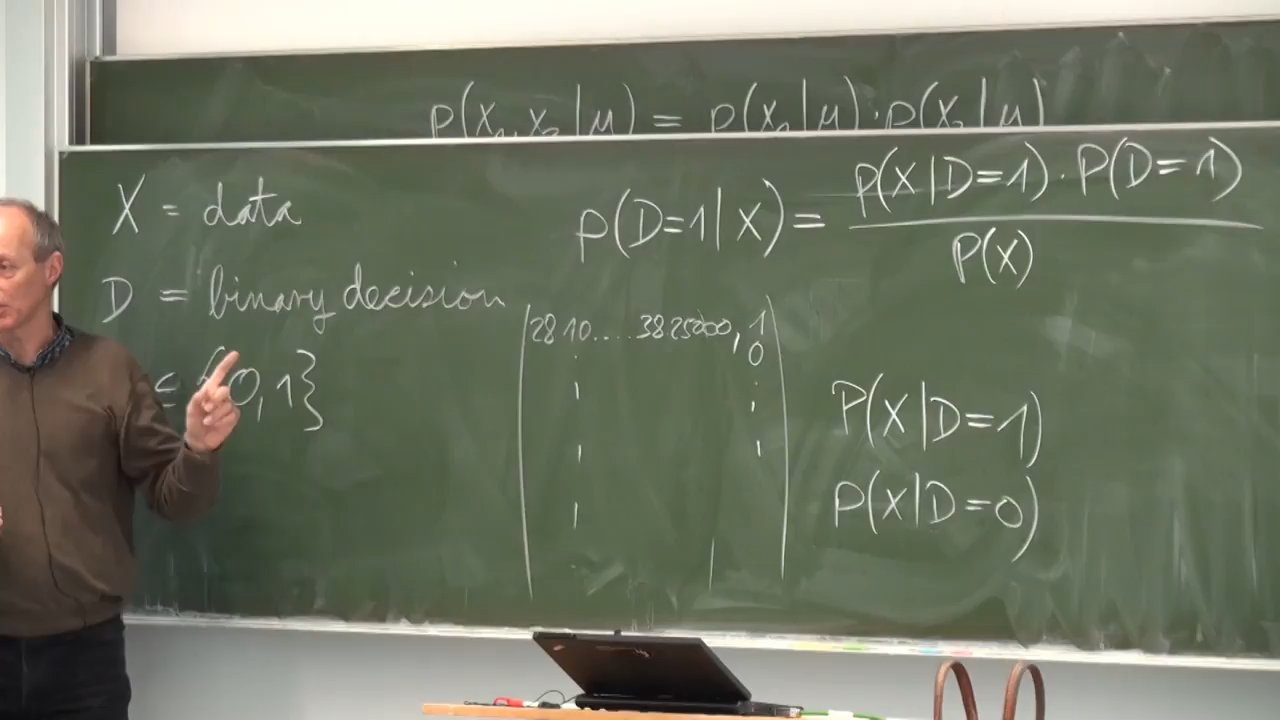 p(x₁,x₂|μ) = p(x₁|μ)·p(x₂|μ)
X = data
D = binary decision
∈ {0,1}
p(D=1|X) = P(X|D=1)·P(D=1) / P(X)
28 10 .... 38 25000, 1
0
P(X|D=1)
P(X|D=0)